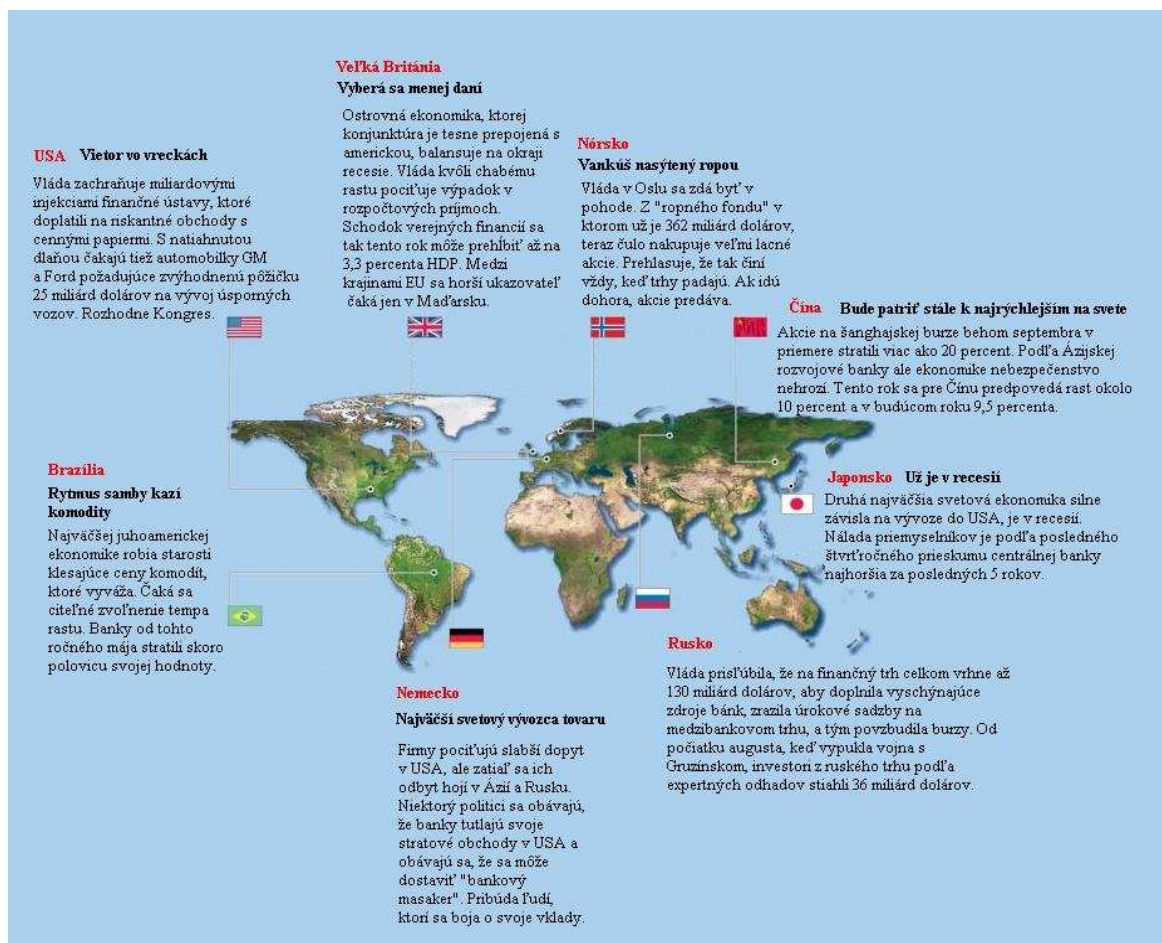 USA Vietor vo vreckách
Vláda zachraňuje miliardovými
injekciami finančné ústavy, ktoré
doplatili na riskantné obchody s
cennými papiermi. S natiahnutou
dlaňou čakajú tiež automobilky GM
a Ford požadujúce zvýhodnenú pôžičku
25 miliárd dolárov na vývoj úsporných
vozov. Rozhodne Kongres.
Veľká Británia
Vyberá sa menej daní
Ostrovná ekonomika, ktorej
konjunktúra je tesne prepojená s
americkou, balansuje na okraji
recesie. Vláda kvôli chabému
rastu pociťuje výpadok v
rozpočtových príjmoch.
Schodok verejných financií sa
tak tento rok môže prehĺbiť až na
3,3 percenta HDP. Medzi
krajinami EU sa horší ukazovateľ
čaká jen v Maďarsku.
Nórsko
Vankúš nasýtený ropou
Vláda v Oslu sa zdá byť v
pohode. Z "ropného fondu" v
ktorom už je 362 miliárd dolárov,
teraz čulo nakupuje veľmi lacné
akcie. Prehlasuje, že tak činí
vždy, keď trhy padajú. Ak idú
dohora, akcie predáva.
Čína Bude patriť stále k najrýchlejším na svete
Akcie na šanghajskej burze behom septembra v
priemere stratili viac ako 20 percent. Podľa Ázijskej
rozvojové banky ale ekonomike nebezpečenstvo
nehrozí. Tento rok sa pre Čínu predpovedá rast okolo
10 percent a v budúcom roku 9,5 percenta.
Brazília
Rytmus samby kazí
komodity
Najväčšej juhoamerickej
ekonomike robia starosti
klesajúce ceny komodít,
ktoré vyváža. Čaká sa
citeľné zvoľnenie tempa
rastu. Banky od tohto
ročného mája stratili skoro
polovicu svojej hodnoty.
Japonsko Už je v recesií
Druhá najväčšia svetová ekonomika silne
závisla na vývoze do USA, je v recesií.
Nálada priemyselníkov je podľa posledného
štvrťročného prieskumu centrálnej banky
najhoršia za posledných 5 rokov.
Nemecko
Najväčší svetový vývozca tovaru
Firmy pociťujú slabší dopyt
v USA, ale zatiaľ sa ich
odbyt hojí v Ázií a Rusku.
Niektorý politici sa obávajú,
že banky tutlajú svoje
stratové obchody v USA a
obávajú sa, že sa môže
dostaviť "bankový
masaker". Pribúda ľudí,
ktorí sa boja o svoje vklady.
Rusko
Vláda prisľúbila, že na finančný trh celkom vrhne až
130 miliárd dolárov, aby doplnila vyschýnajúce
zdroje bánk, zrazila úrokové sadzby na
medzibankovom trhu, a tým povzbudila burzy. Od
počiatku augusta, keď vypukla vojna s
Gruzínskom, investori z ruského trhu podľa
expertných odhadov stiahli 36 miliárd dolárov.